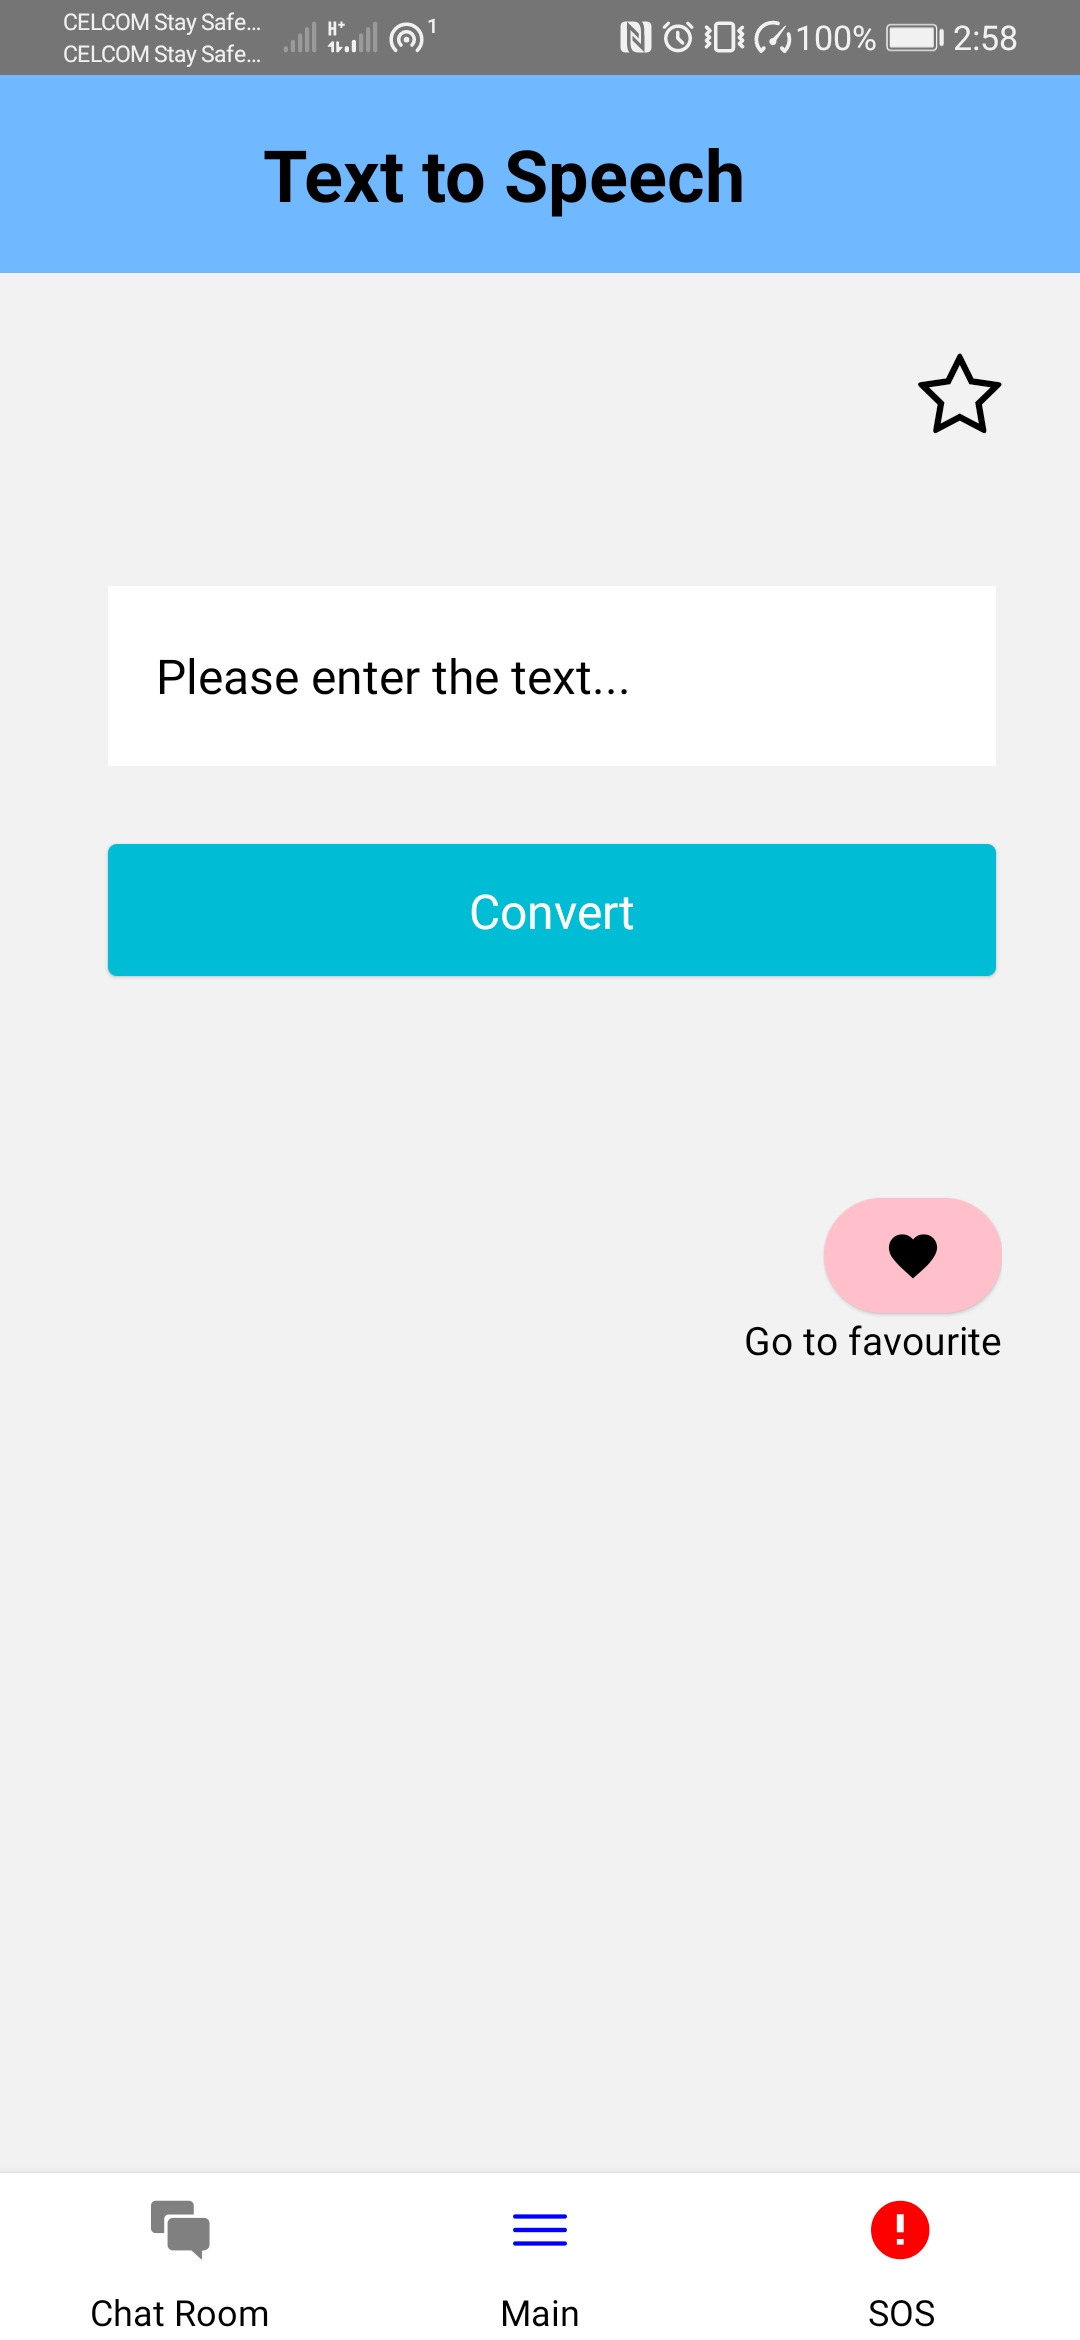 CELCOM Stay Safe...
CELCOM Stay Safe...
H+
1
100%
2:58
Text to Speech
Please enter the text...
Convert
Go to favourite
Chat Room
Main
SOS